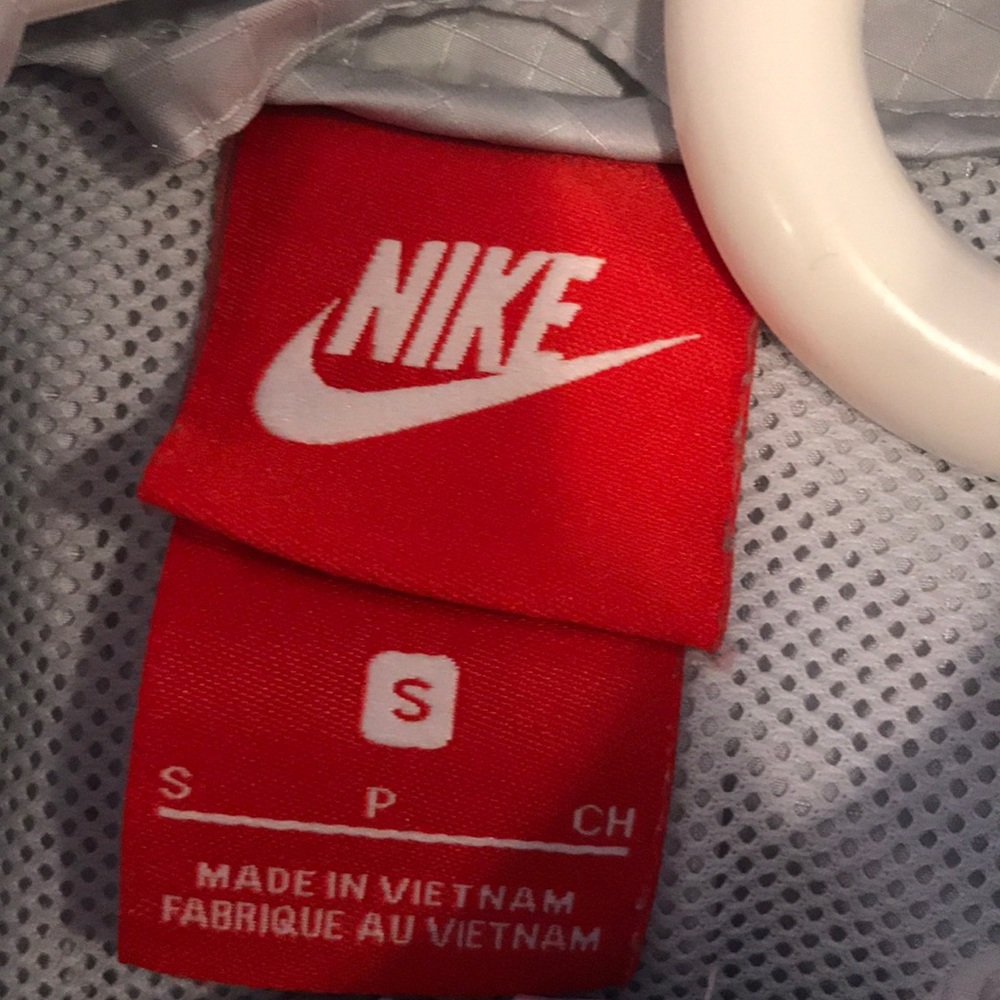 NIKE
S
S P CH
MADE IN VIETNAM
FABRIQUE AU VIETNAM